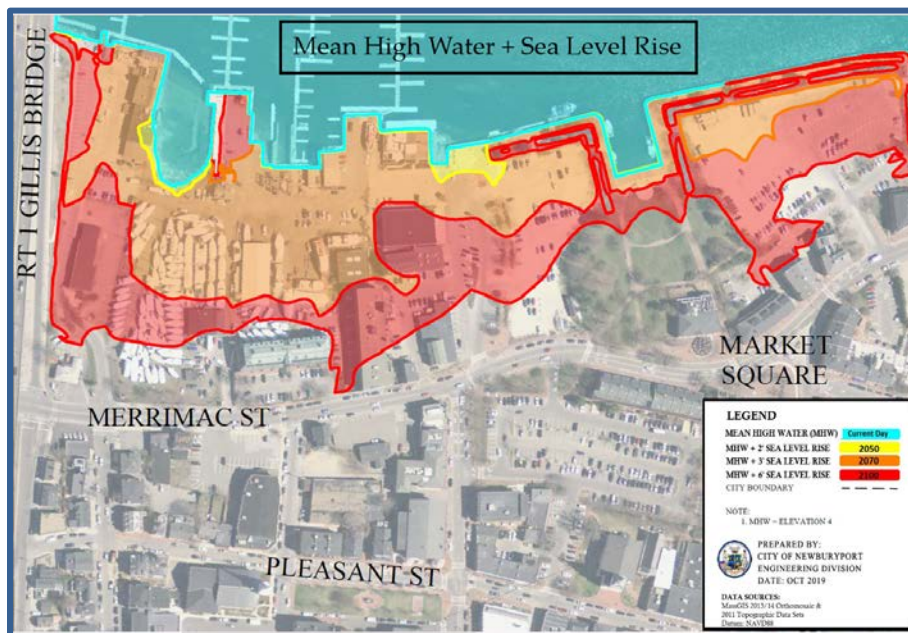 Mean High Water + Sea Level Rise
RT 1 GILLIS BRIDGE
MARKET
SQUARE
MERRIMAC ST
PLEASANT ST
LEGEND
MEAN HIGH WATER (MHW) Current Day
MHW + 2' SEA LEVEL RISE 2050
MHW + 3' SEA LEVEL RISE 2070
MHW + 6' SEA LEVEL RISE 2100
CITY BOUNDARY
NOTE:
1. MHW = ELEVATION 4
PREPARED BY:
CITY OF NEWBURYPORT
ENGINEERING DIVISION
DATE: OCT 2019
DATA SOURCES:
MassGIS 2013/14 Orthomosaic &
2011 Topographic Data Sets
Datum: NAVD88